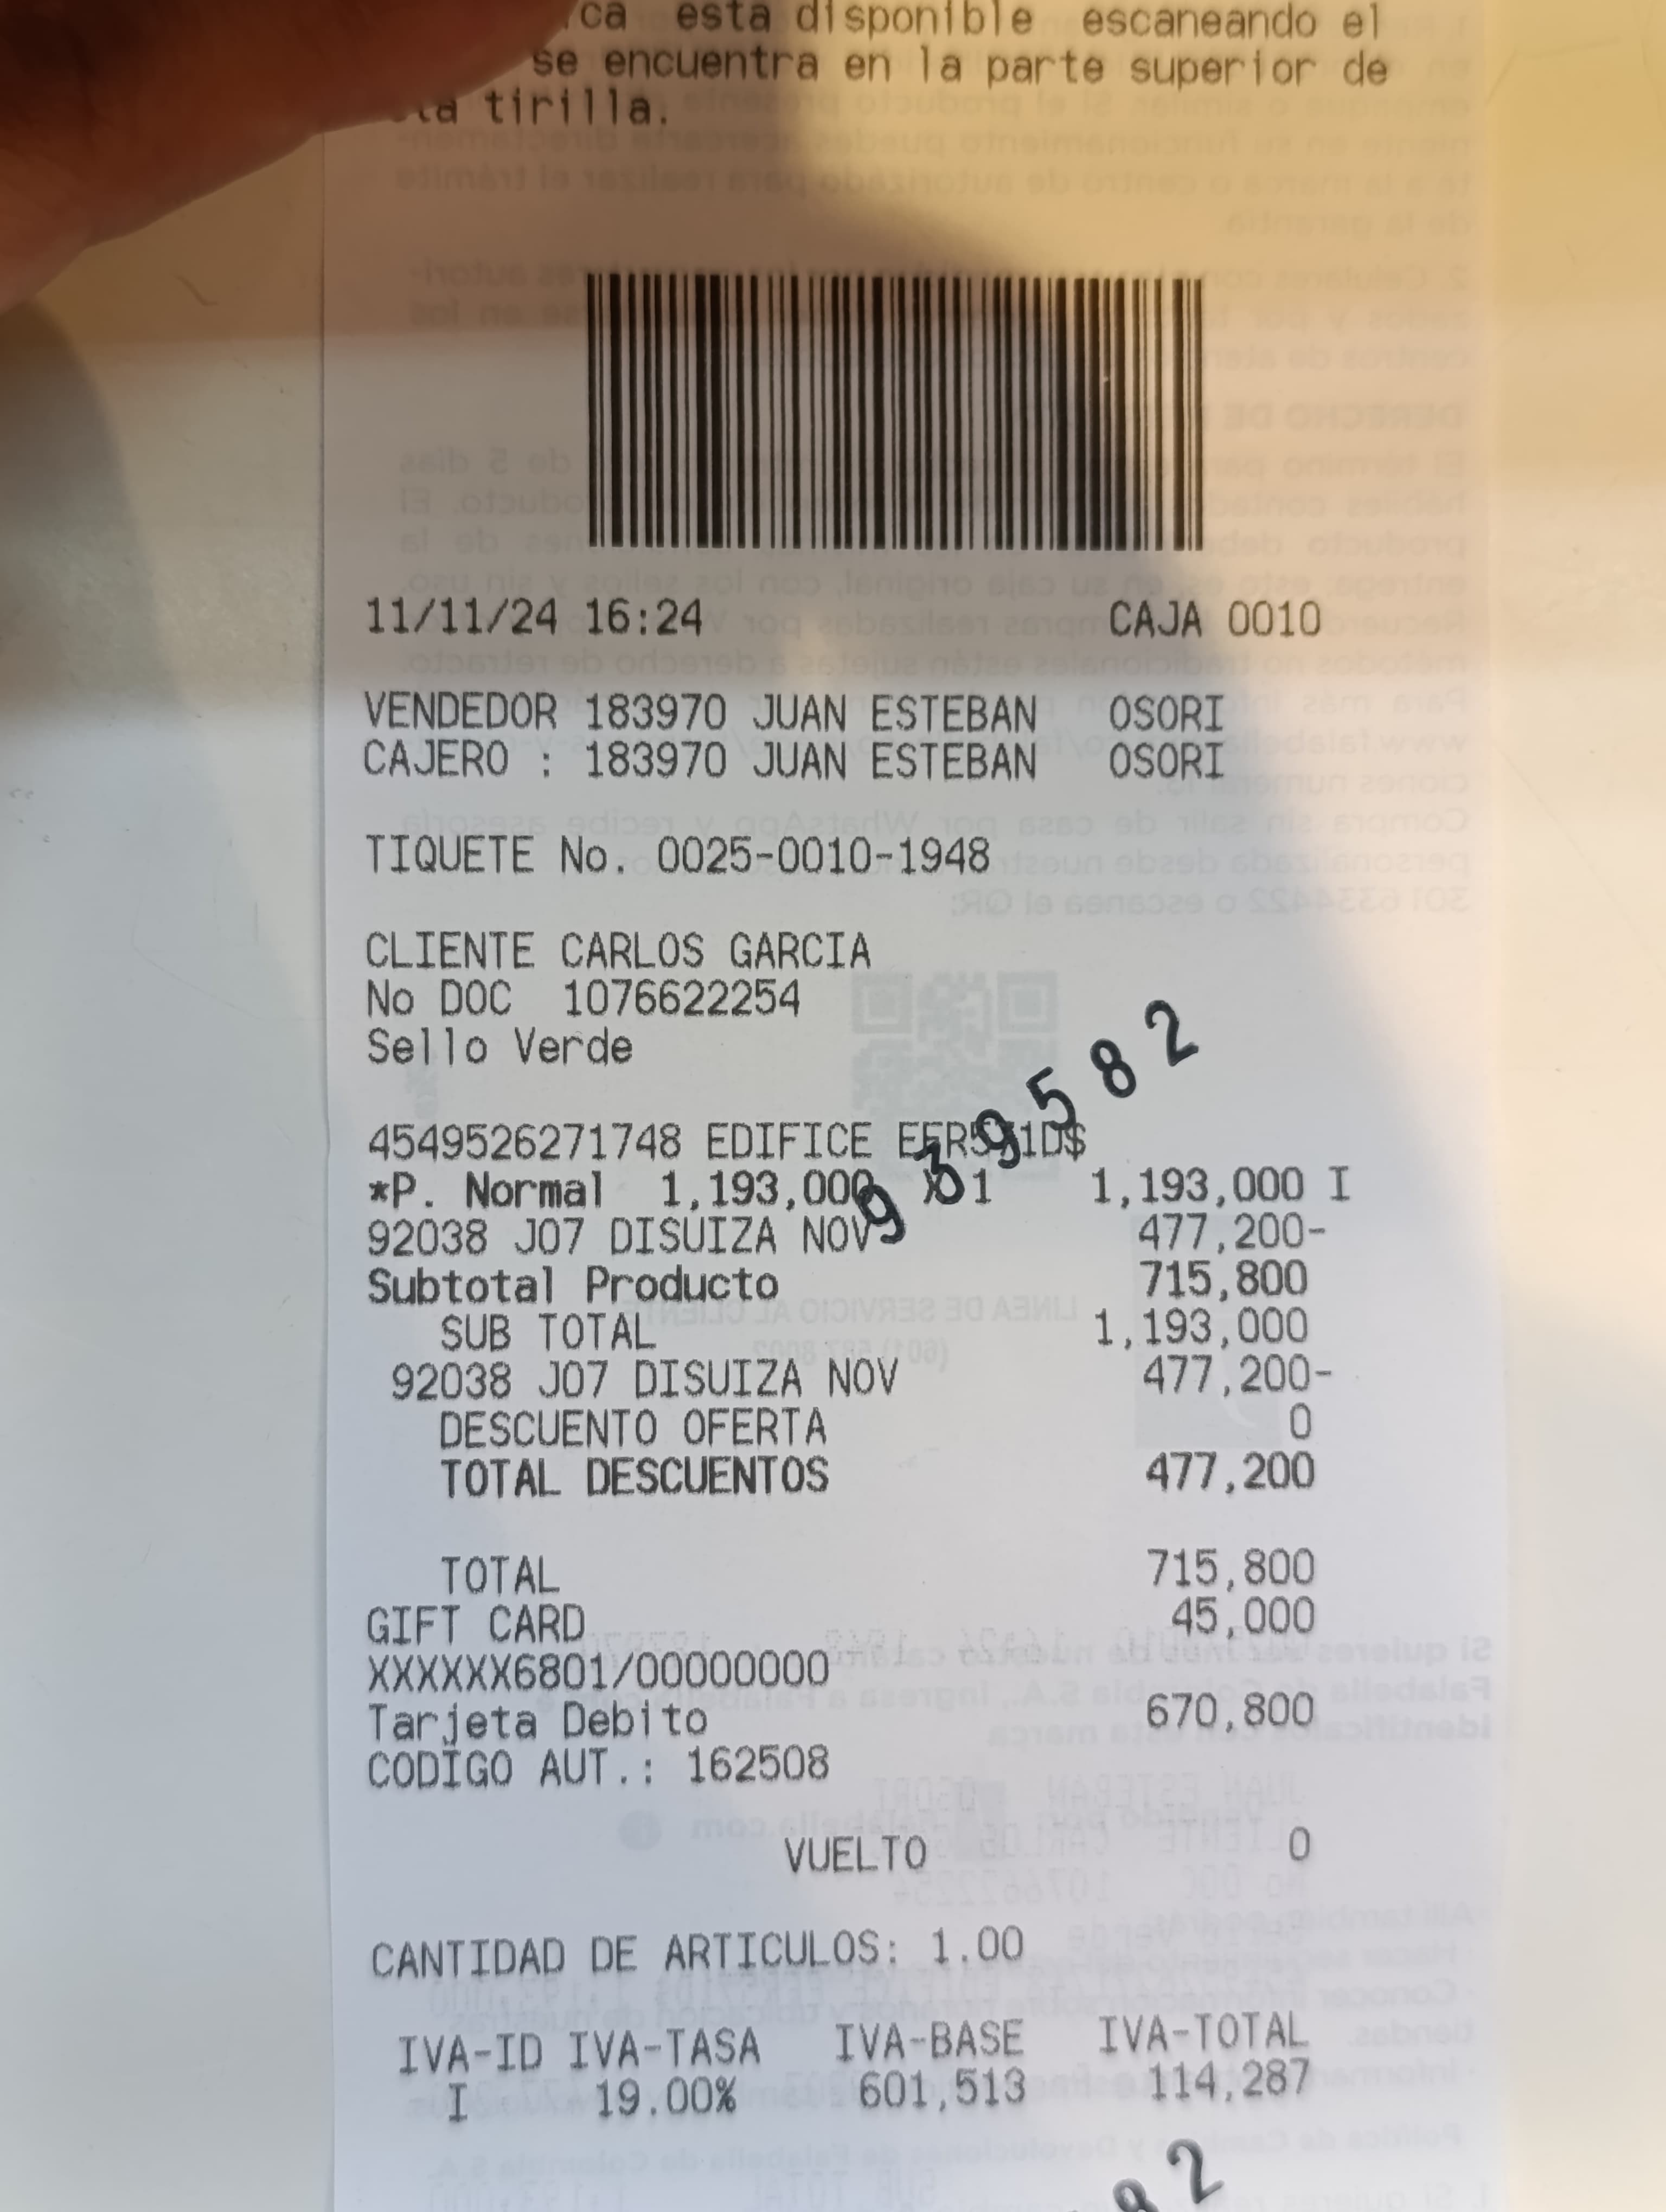 esta disponible escaneando el
se encuentra en la parte superior de
tirilla.
11/11/24 16:24 CAJA 0010
VENDEDOR 183970 JUAN ESTEBAN OSORI
CAJERO : 183970 JUAN ESTEBAN OSORI
TIQUETE No. 0025-0010-1948
CLIENTE CARLOS GARCIA
No DOC 1076622254
Sello Verde
939582
4549526271748 EDIFICE
*P. Normal 1,193,000 X 1 1,193,000 I
92038 J07 DISUIZA NOV 477,200-
Subtotal Producto 715,800
SUB TOTAL 1,193,000
92038 J07 DISUIZA NOV 477,200-
DESCUENTO OFERTA 0
TOTAL DESCUENTOS 477,200
TOTAL 715,800
GIFT CARD 45,000
XXXXXX6801/00000000
Tarjeta Debito 670,800
CODIGO AUT.: 162508
VUELTO 0
CANTIDAD DE ARTICULOS: 1.00
IVA-ID IVA-TASA IVA-BASE IVA-TOTAL
I 19.00% 601,513 114,287